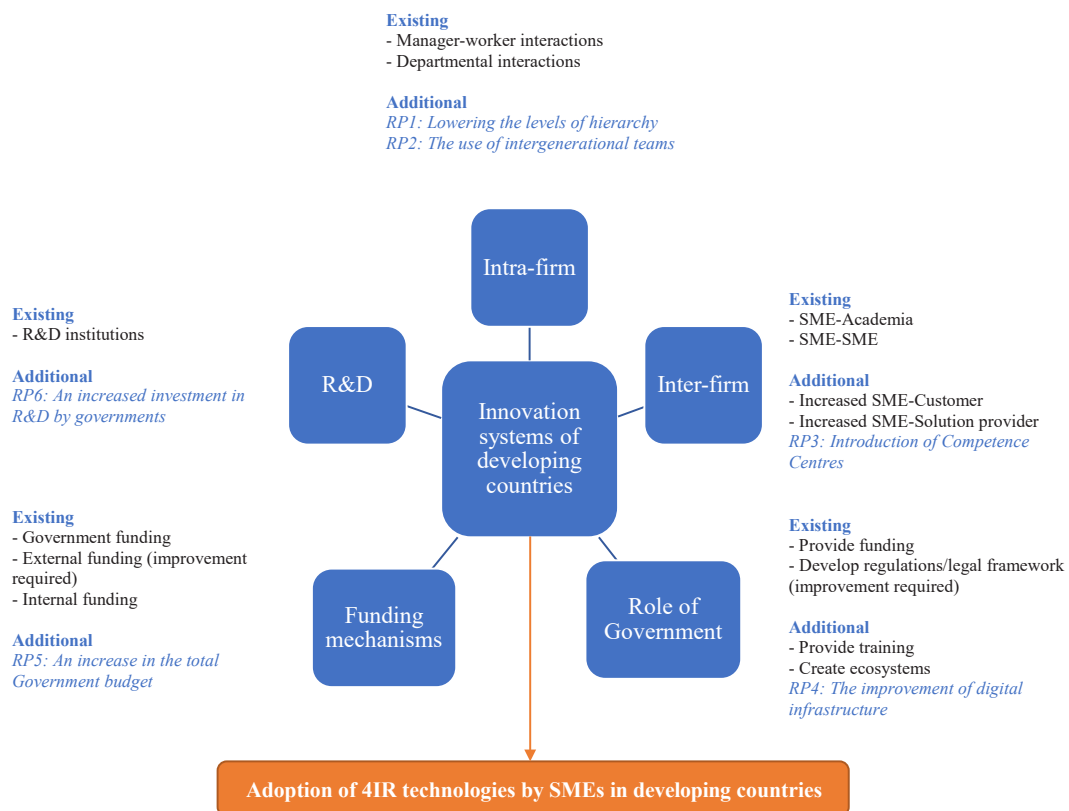 Existing
- Manager-worker interactions
- Departmental interactions
Additional
RP1: Lowering the levels of hierarchy
RP2: The use of intergenerational teams
Intra-firm
Existing
- R&D institutions
Additional
RP6: An increased investment in
R&D by governments
R&D
Innovation
systems of
developing
countries
Inter-firm
Existing
- SME-Academia
- SME-SME
Additional
- Increased SME-Customer
- Increased SME-Solution provider
RP3: Introduction of Competence
Centres
Existing
- Government funding
- External funding (improvement
required)
- Internal funding
Additional
RP5: An increase in the total
Government budget
Funding
mechanisms
Role of
Government
Existing
- Provide funding
- Develop regulations/legal framework
(improvement required)
Additional
- Provide training
- Create ecosystems
RP4: The improvement of digital
infrastructure
Adoption of 4IR technologies by SMEs in developing countries